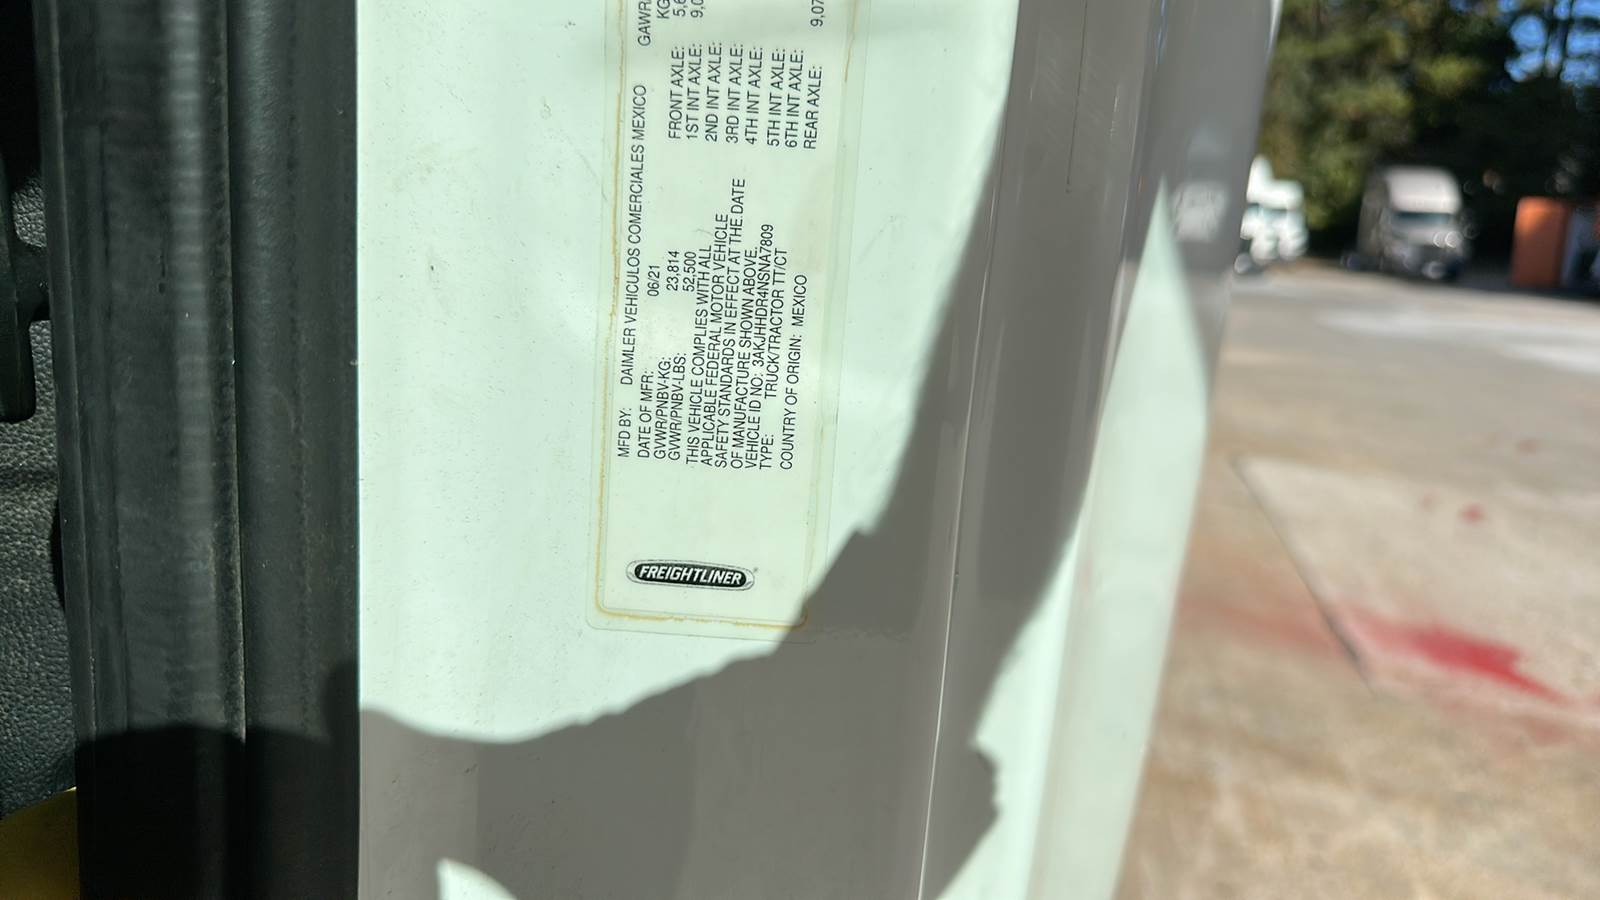 MFD BY: DAIMLER VEHICULOS COMERCIALES MEXICO
DATE OF MFR: 06/21
GVWR/PNBV-KG: 23,814
GVWR/PNBV-LBS: 52,500
THIS VEHICLE COMPLIES WITH ALL
APPLICABLE FEDERAL MOTOR VEHICLE
SAFETY STANDARDS IN EFFECT AT THE DATE
OF MANUFACTURE SHOWN ABOVE.
VEHICLE ID NO: 3AKJHHDR4NSNA7809
TYPE: TRUCK/TRACTOR TT/CT
COUNTRY OF ORIGIN: MEXICO
KG
FRONT AXLE:
1ST INT AXLE:
2ND INT AXLE:
3RD INT AXLE:
4TH INT AXLE:
5TH INT AXLE:
6TH INT AXLE:
REAR AXLE:
FREIGHTLINER